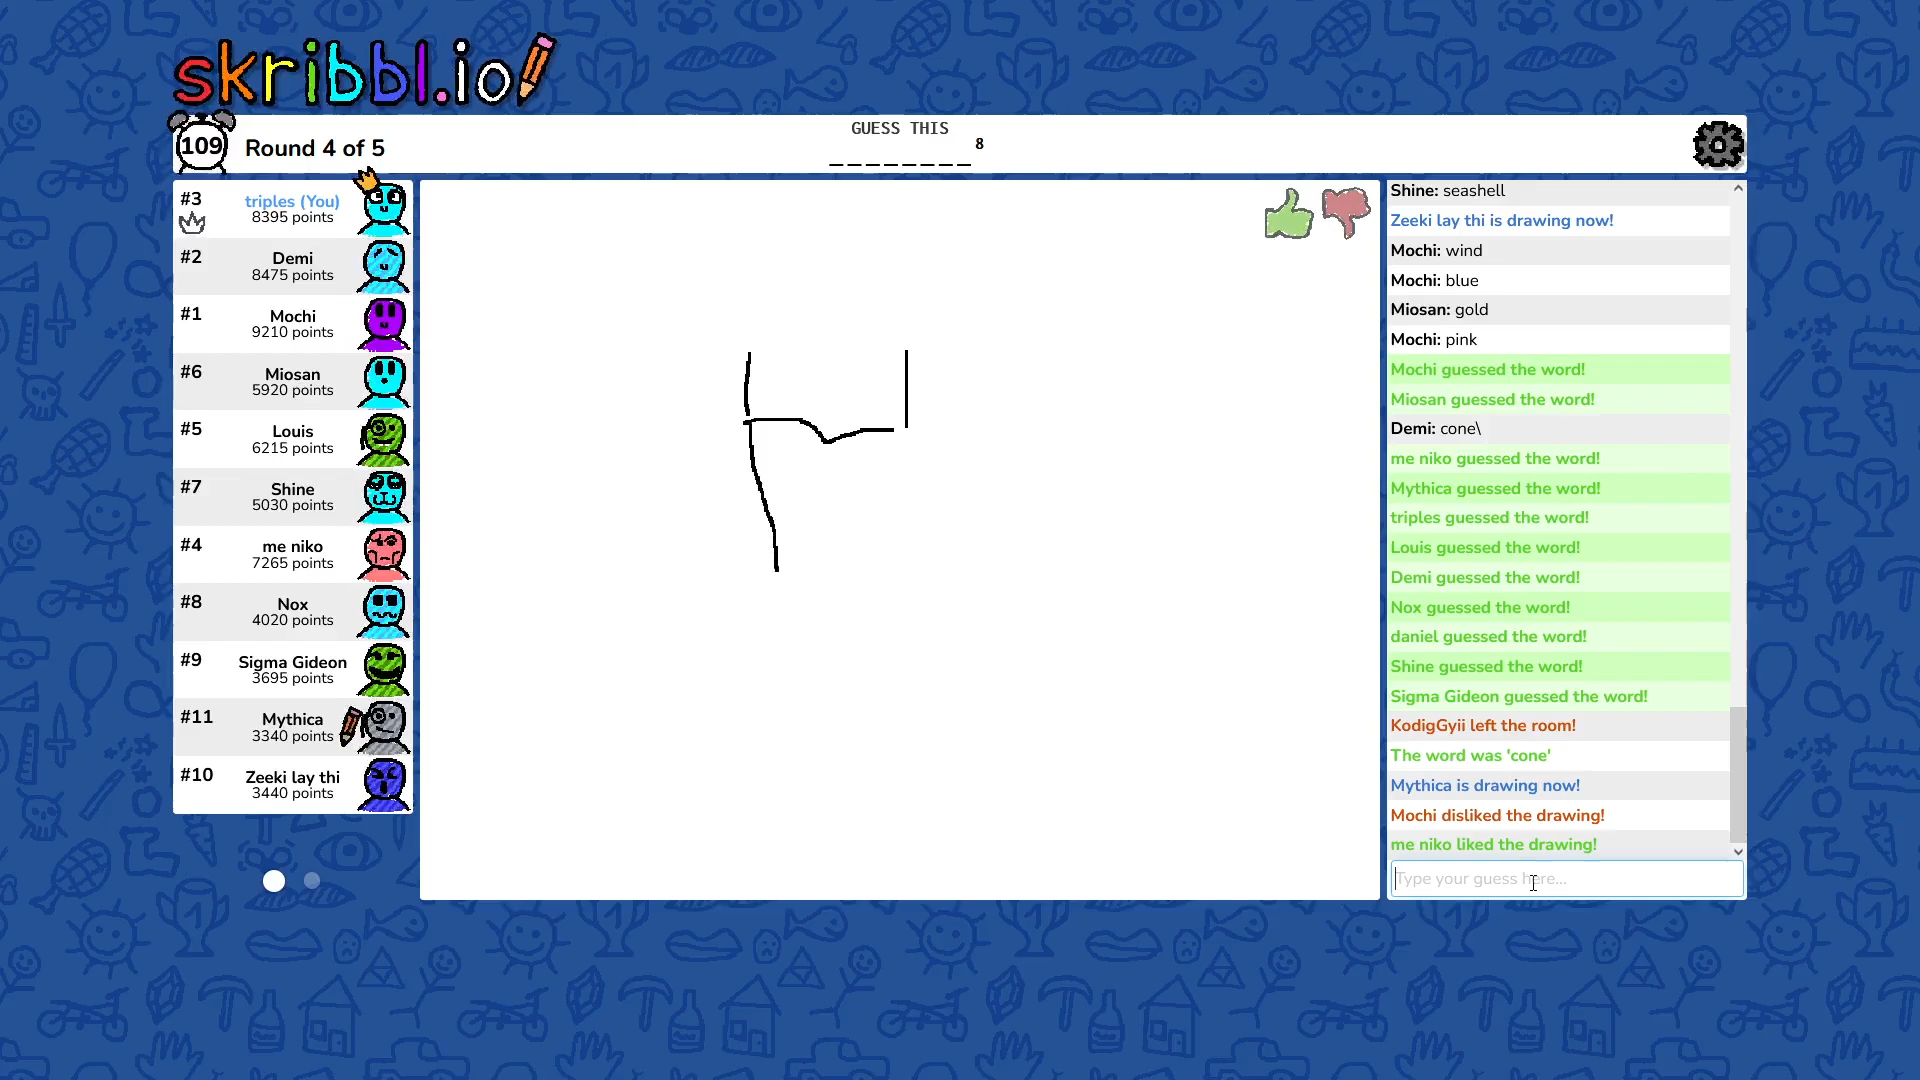 skribbl.io
109
Round 4 of 5
GUESS THIS
________ 8
#3
triples (You)
8395 points
#2
Demi
8475 points
#1
Mochi
9210 points
#6
Miosan
5920 points
#5
Louis
6215 points
#7
Shine
5030 points
#4
me niko
7265 points
#8
Nox
4020 points
#9
Sigma Gideon
3695 points
#11
Mythica
3340 points
#10
Zeeki lay thi
3440 points
Shine: seashell
Zeeki lay thi is drawing now!
Mochi: wind
Mochi: blue
Miosan: gold
Mochi: pink
Mochi guessed the word!
Miosan guessed the word!
Demi: cone\
me niko guessed the word!
Mythica guessed the word!
triples guessed the word!
Louis guessed the word!
Demi guessed the word!
Nox guessed the word!
daniel guessed the word!
Shine guessed the word!
Sigma Gideon guessed the word!
KodigGyii left the room!
The word was 'cone'
Mythica is drawing now!
Mochi disliked the drawing!
me niko liked the drawing!
Type your guess here...